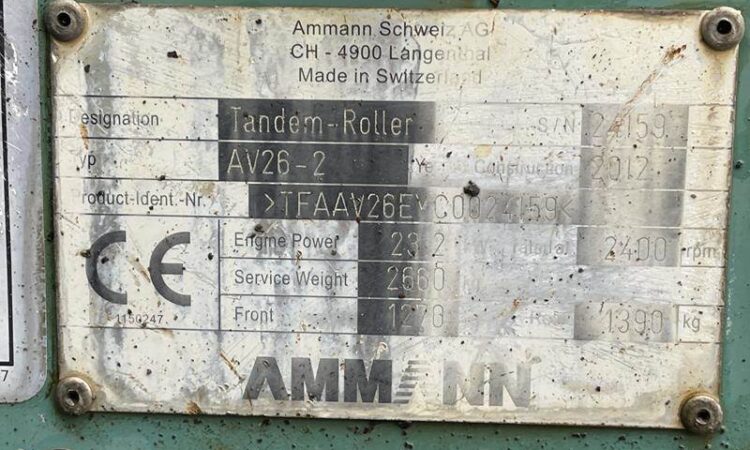 Ammann Schweiz AG
CH - 4900 Langenthal
Made in Switzerland
Designation Tandem-Roller S/N 24159
Typ AV26-2 Year Construction 2012
Product-Ident.-Nr. >TFAAV26E C0024159<
Engine Power 23.2 2400 rpm
Service Weight 2660
Front 1270 1390 kg
CE
1150247
AMMANN
7